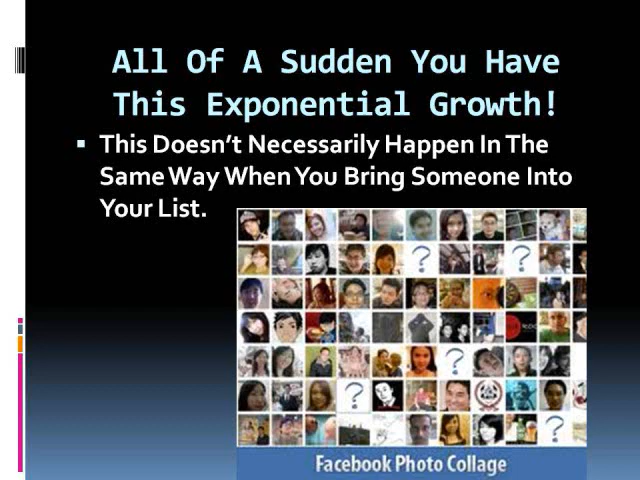 All Of A Sudden You Have
This Exponential Growth!
This Doesn't Necessarily Happen In The
Same Way When You Bring Someone Into
Your List.
?
?
?
?
?
Facebook Photo Collage